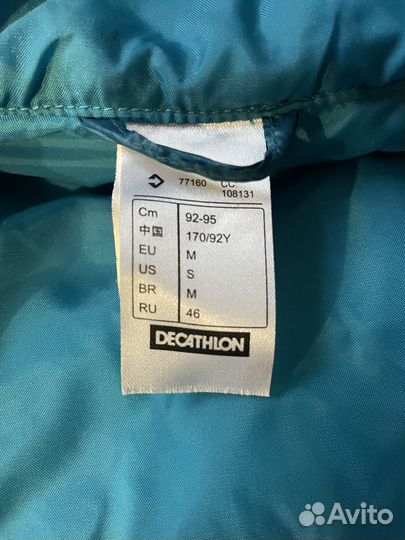 77160 CC:
108131
Cm 92-95
中国 170/92Y
EU M
US S
BR M
RU 46
DECATHLON
Avito